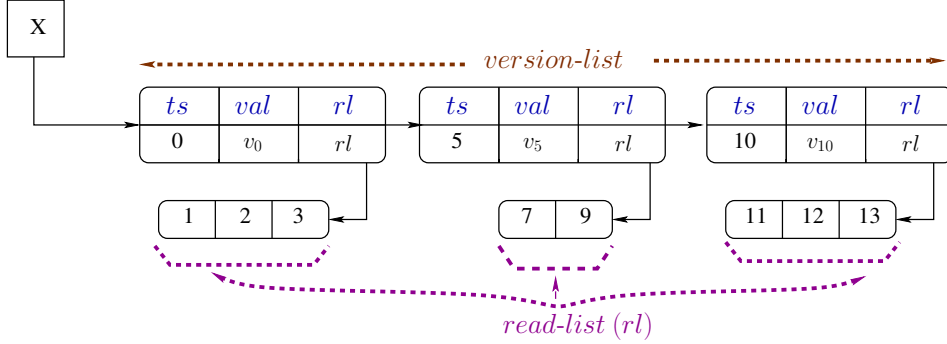 X
version-list
ts val rl ts val rl ts val rl
0 v₀ rl 5 v₅ rl 10 v₁₀ rl
1 2 3 7 9 11 12 13
read-list (rl)